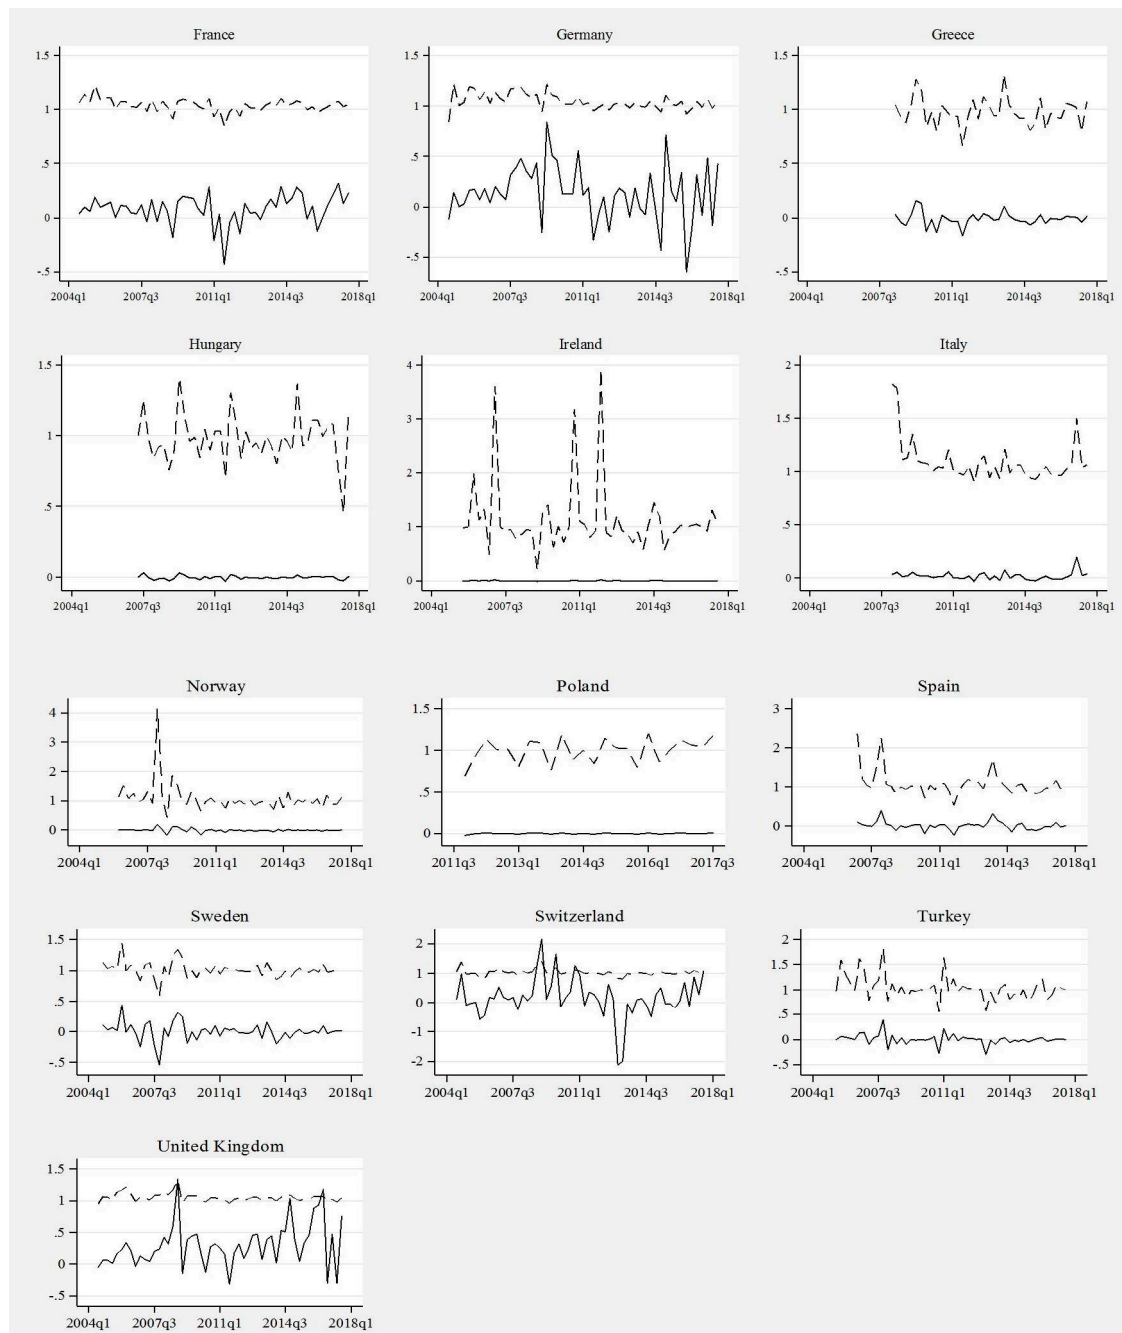 France Germany Greece
1.5 1.5 1.5
1 1 1
.5 .5 .5
0 0 0
-.5 -.5 -.5
2004q1 2007q3 2011q1 2014q3 2018q1 2004q1 2007q3 2011q1 2014q3 2018q1 2004q1 2007q3 2011q1 2014q3 2018q1
Hungary Ireland Italy
1.5 4 2
3 1.5
1 2 1
.5 1 .5
0 0 0
2004q1 2007q3 2011q1 2014q3 2018q1 2004q1 2007q3 2011q1 2014q3 2018q1 2004q1 2007q3 2011q1 2014q3 2018q1
Norway Poland Spain
4 1.5 3
3 1 2
2 .5 1
1 0 0
0
2004q1 2007q3 2011q1 2014q3 2018q1 2011q3 2013q1 2014q3 2016q1 2017q3 2004q1 2007q3 2011q1 2014q3 2018q1
Sweden Switzerland Turkey
1.5 2 2
1 1 1.5
.5 0 1
0 -1 .5
-.5 -2 0
-.5
2004q1 2007q3 2011q1 2014q3 2018q1 2004q1 2007q3 2011q1 2014q3 2018q1 2004q1 2007q3 2011q1 2014q3 2018q1
United Kingdom
1.5
1
.5
0
-.5
2004q1 2007q3 2011q1 2014q3 2018q1